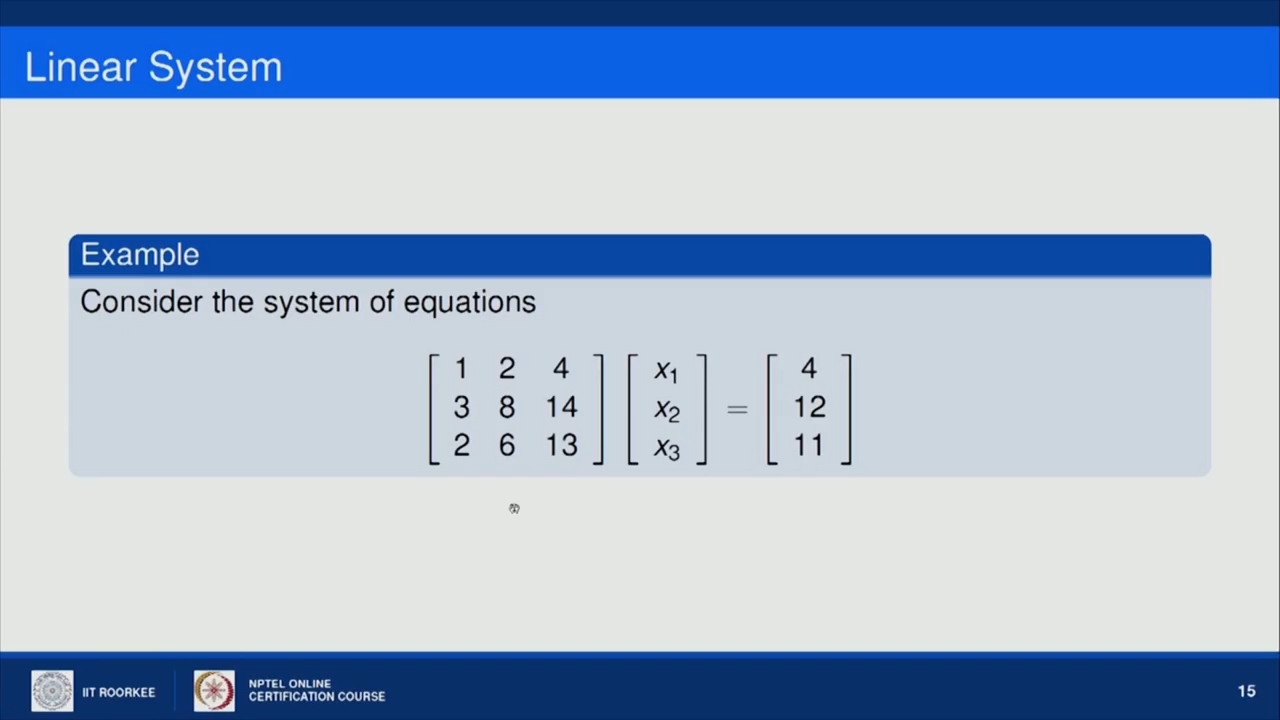 Linear System
Example
Consider the system of equations
[ 1 2 4 ] [ x₁ ] = [ 4 ]
[ 3 8 14 ] [ x₂ ] = [ 12 ]
[ 2 6 13 ] [ x₃ ] = [ 11 ]
IIT ROORKEE
NPTEL ONLINE
CERTIFICATION COURSE
15